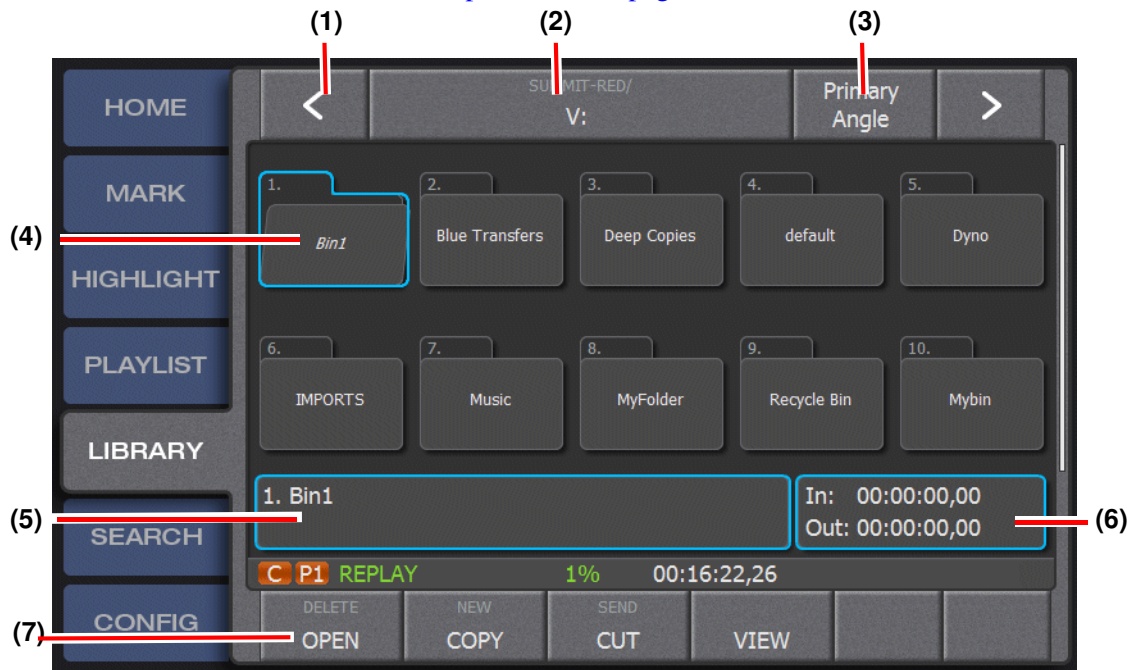 (1)
(2)
(3)
HOME
SUMMIT-RED/
V:
Primary
Angle
MARK
1.
2.
3.
4.
5.
(4)
Bin1
Blue Transfers
Deep Copies
default
Dyno
HIGHLIGHT
PLAYLIST
6.
7.
8.
9.
10.
IMPORTS
Music
MyFolder
Recycle Bin
Mybin
LIBRARY
1. Bin1
In: 00:00:00,00
Out: 00:00:00,00
(5)
(6)
SEARCH
C P1 REPLAY 1% 00:16:22,26
CONFIG
DELETE
NEW
SEND
(7)
OPEN
COPY
CUT
VIEW